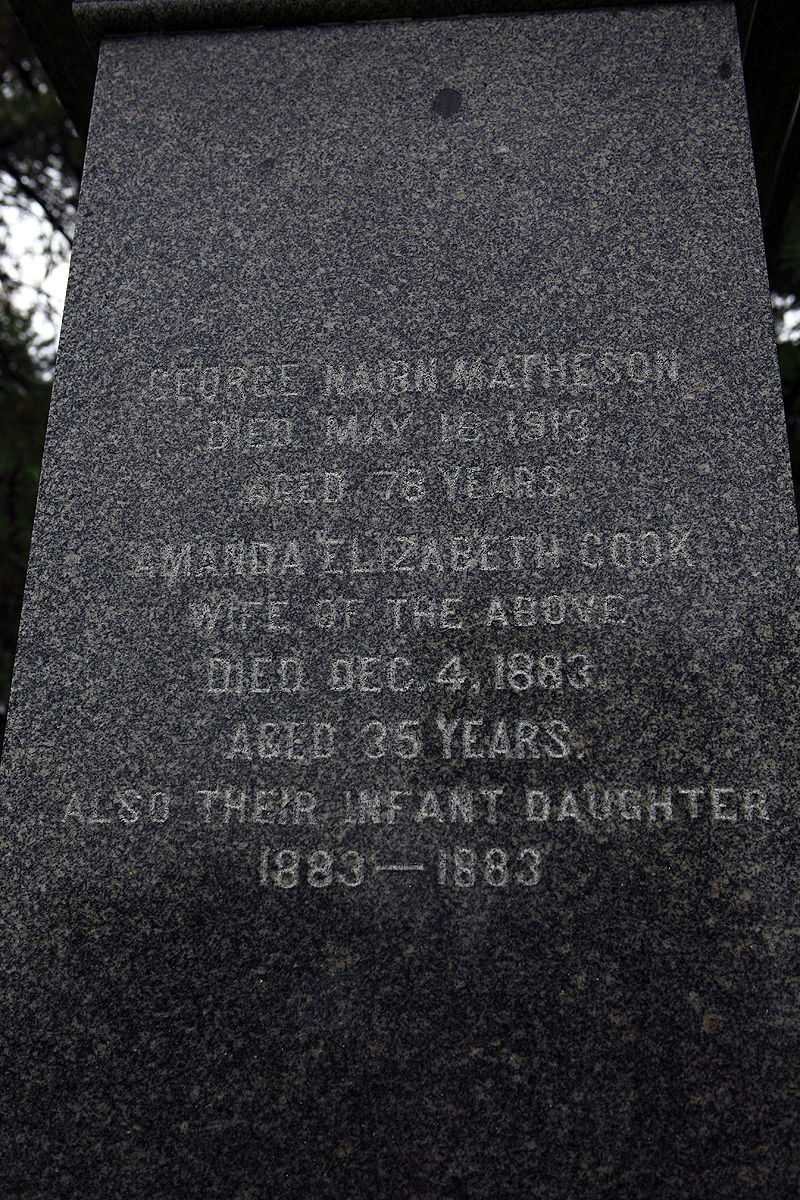 GEORGE NAIRN MATHESON
DIED MAY 16, 1913.
AGED 78 YEARS.
AMANDA ELIZABETH COOK
WIFE OF THE ABOVE
DIED DEC. 4, 1883.
AGED 35 YEARS.
ALSO THEIR INFANT DAUGHTER
1883—1883